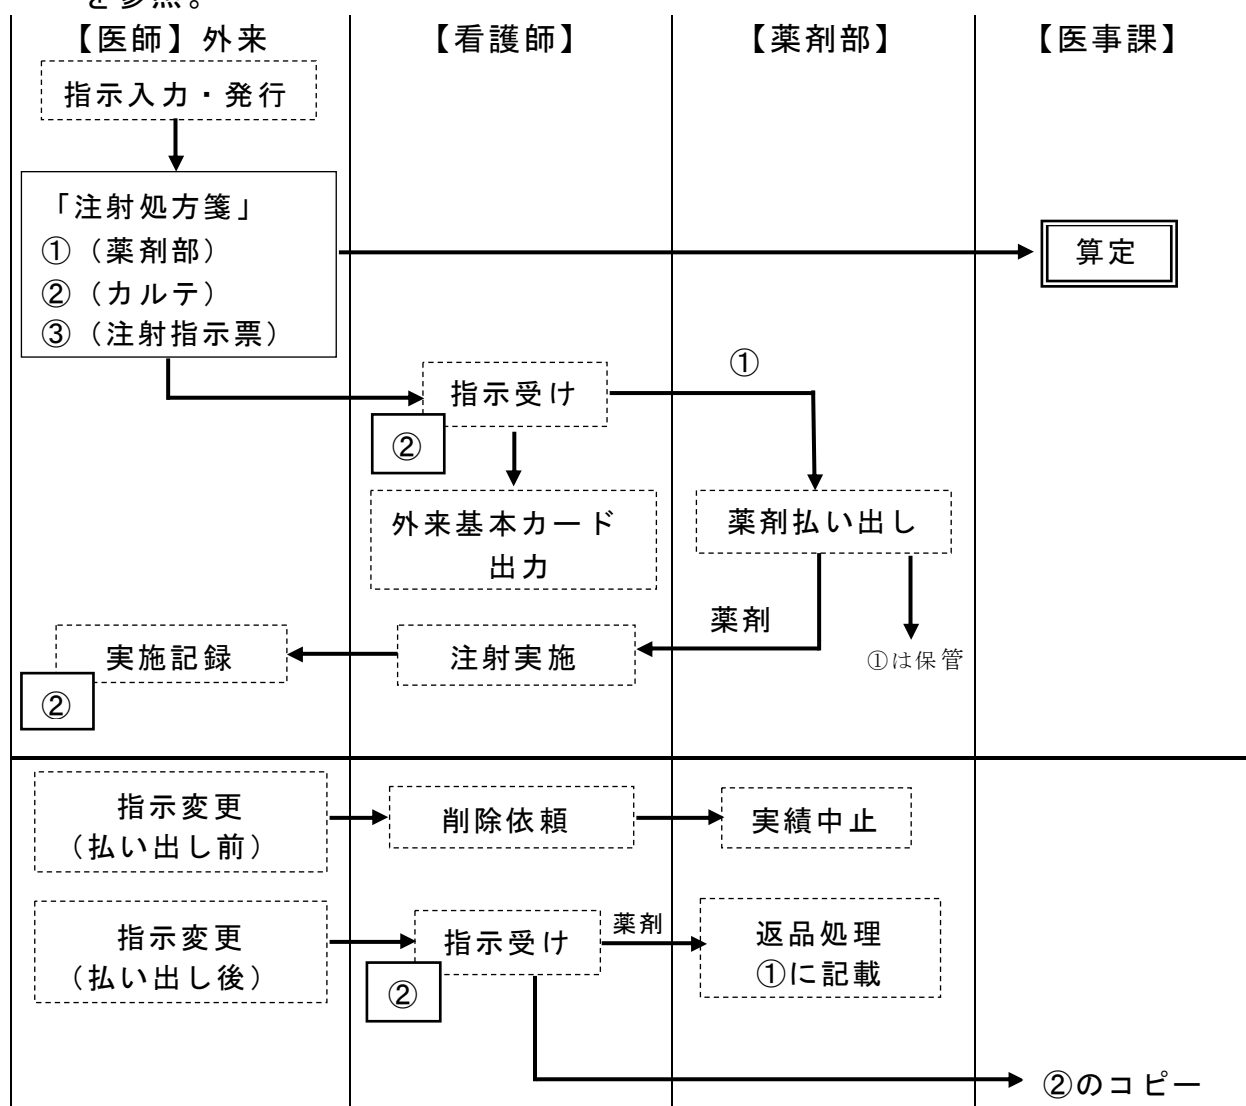 を参照。
【医師】外来
【看護師】
【薬剤部】
【医事課】
指示入力・発行
「注射処方箋」
①（薬剤部）
②（カルテ）
③（注射指示票）
算定
指示受け
①
②
外来基本カード
出力
薬剤払い出し
薬剤
①は保管
注射実施
実施記録
②
指示変更
（払い出し前）
削除依頼
実績中止
指示変更
（払い出し後）
指示受け
②
薬剤
返品処理
①に記載
②のコピー